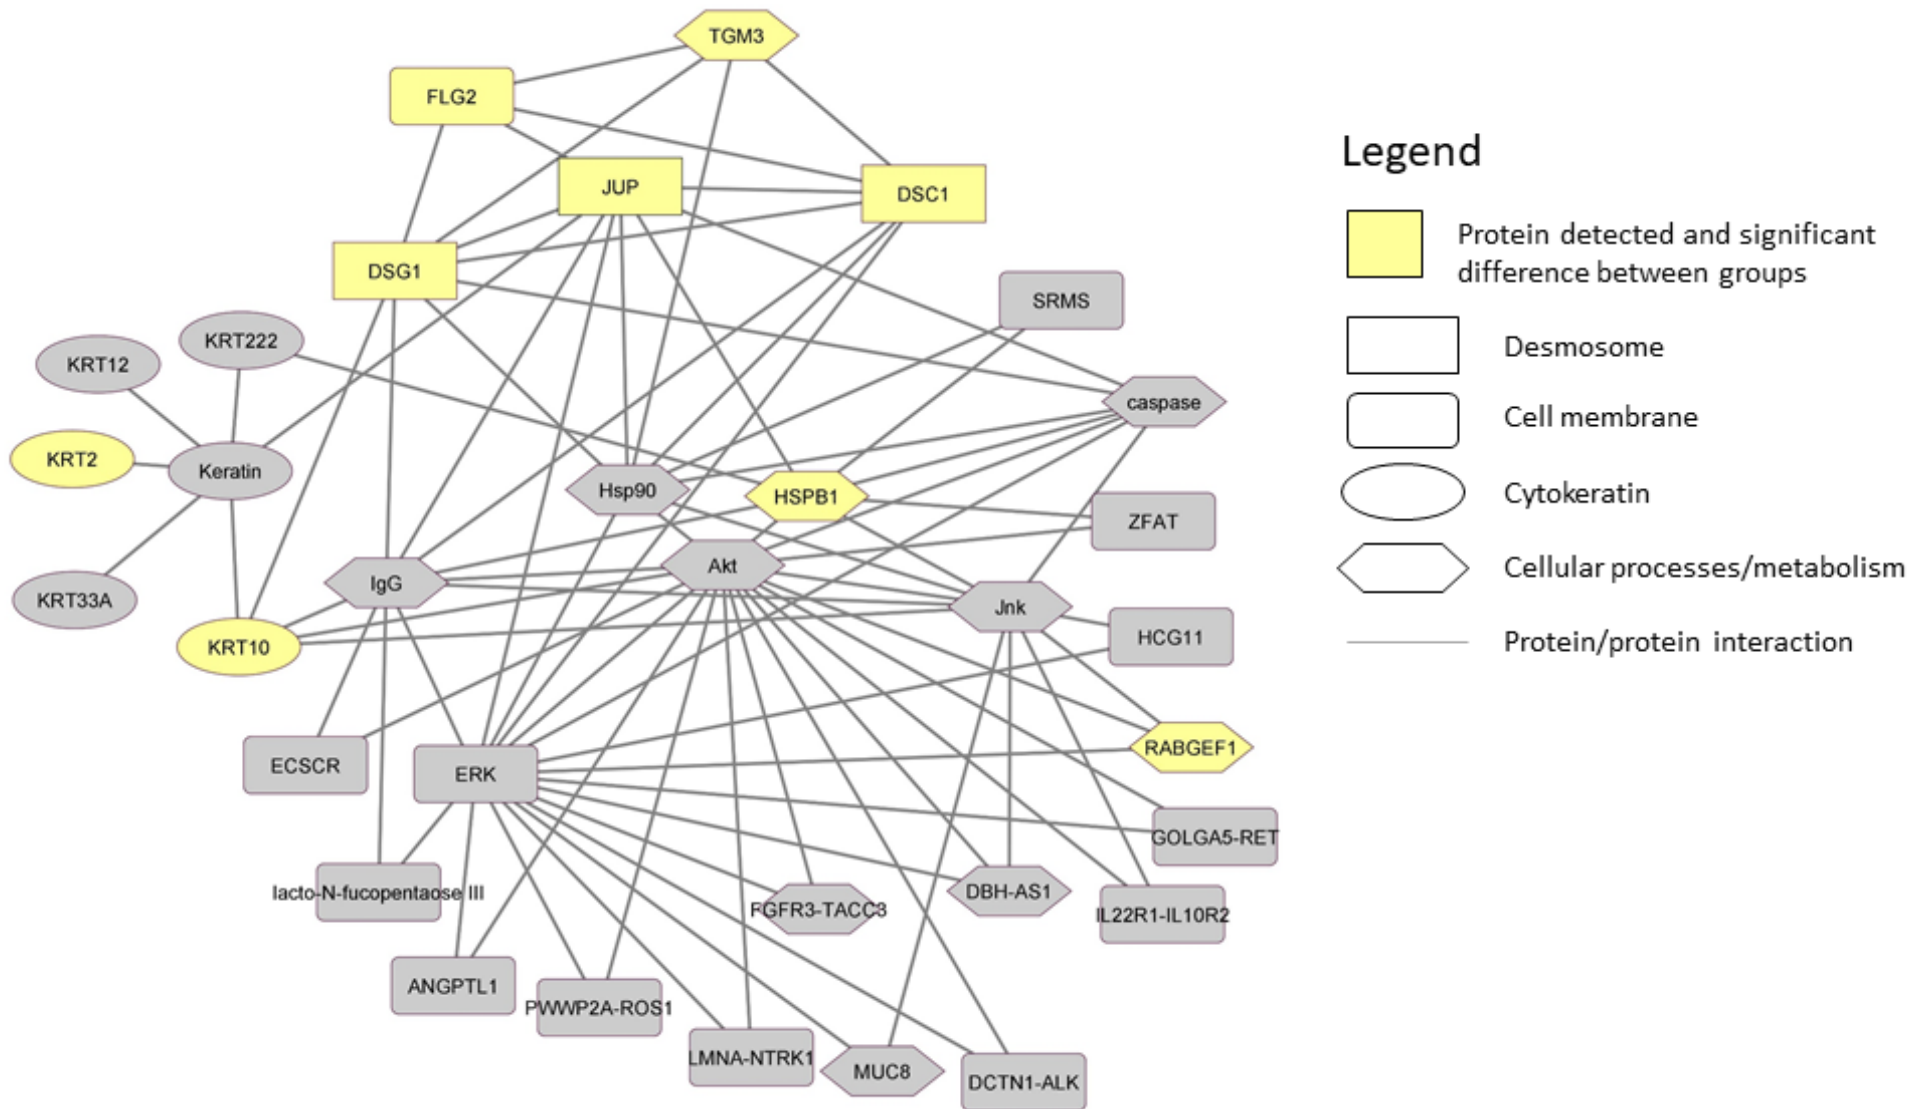 TGM3
FLG2
Legend
JUP
DSC1
Protein detected and significant
difference between groups
DSG1
SRMS
KRT222
Desmosome
KRT12
caspase
Cell membrane
KRT2
Keratin
Hsp90
HSPB1
Cytokeratin
ZFAT
Akt
Cellular processes/metabolism
IgG
KRT33A
Jnk
HCG11
Protein/protein interaction
KRT10
RABGEF1
ECSCR
ERK
GOLGA5-RET
lacto-N-fucopentaose III
DBH-AS1
FGFR3-TACC3
IL22R1-IL10R2
ANGPTL1
PWWP2A-ROS1
LMNA-NTRK1
MUC8
DCTN1-ALK